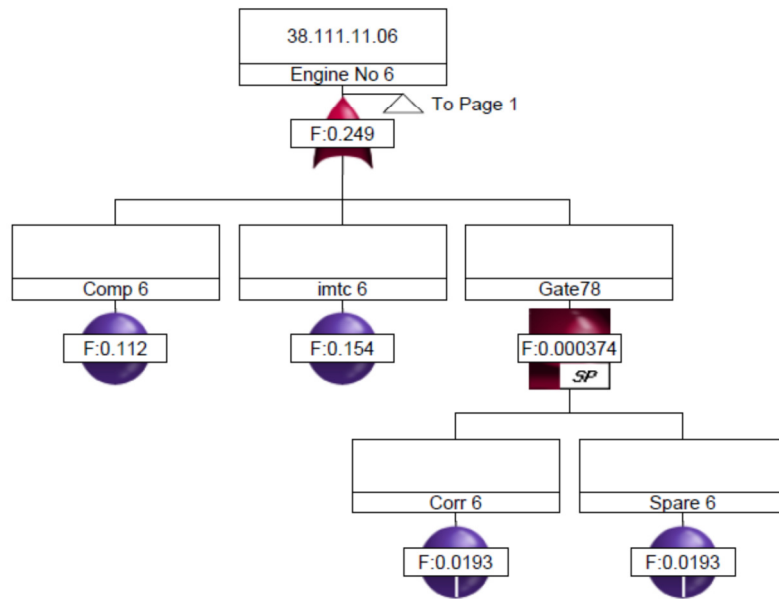 38.111.11.06
Engine No 6
To Page 1
F:0.249
Comp 6
imtc 6
Gate78
F:0.112
F:0.154
F:0.000374
SP
Corr 6
Spare 6
F:0.0193
F:0.0193